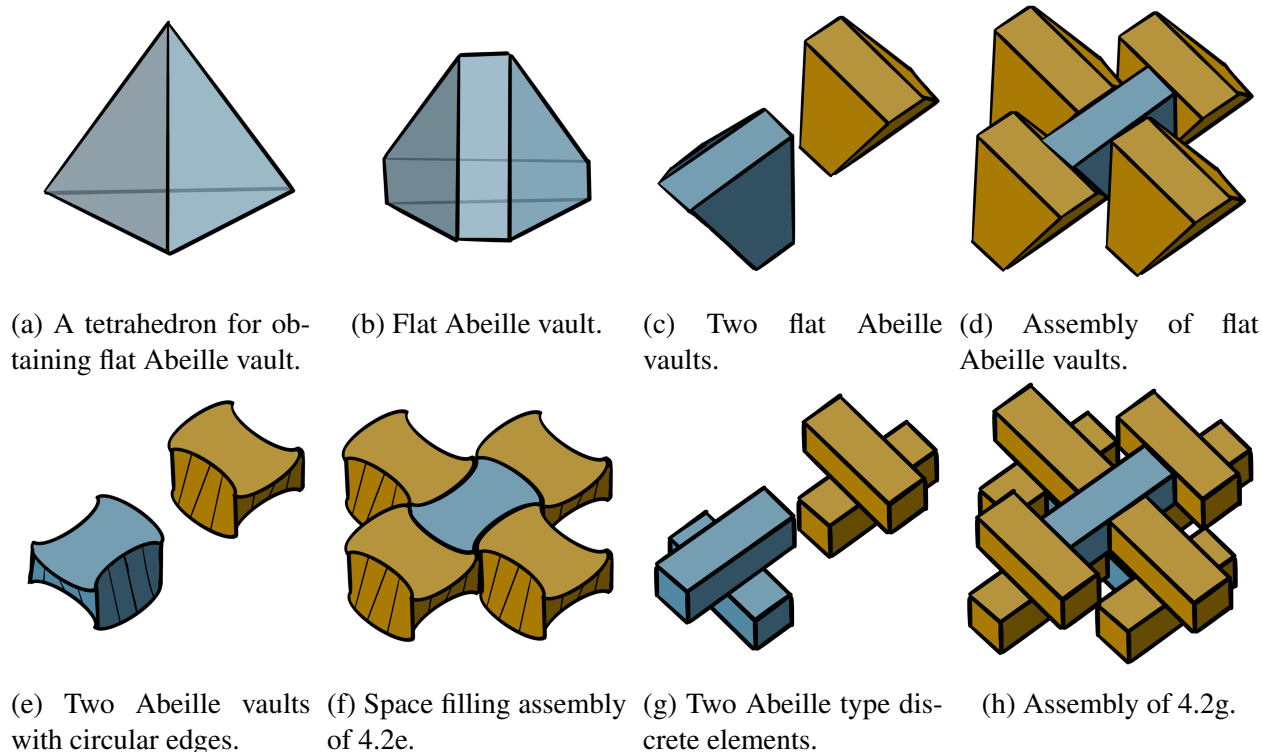 (a) A tetrahedron for ob-
taining flat Abeille vault.
(b) Flat Abeille vault.
(c) Two flat Abeille
vaults.
(d) Assembly of flat
Abeille vaults.
(e) Two Abeille vaults
with circular edges.
(f) Space filling assembly
of 4.2e.
(g) Two Abeille type dis-
crete elements.
(h) Assembly of 4.2g.